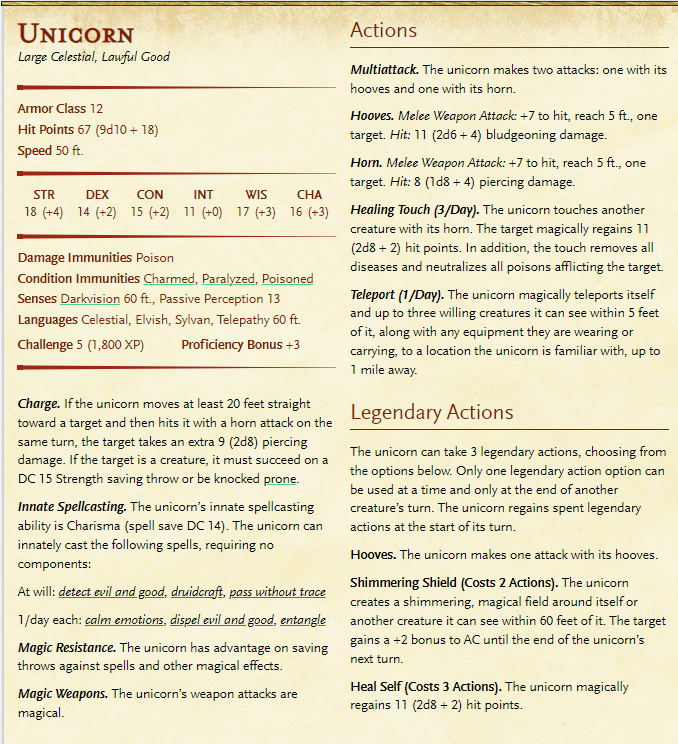 UNICORN
Large Celestial, Lawful Good
Armor Class 12
Hit Points 67 (9d10 + 18)
Speed 50 ft.
STR DEX CON INT WIS CHA
18 (+4) 14 (+2) 15 (+2) 11 (+0) 17 (+3) 16 (+3)
Damage Immunities Poison
Condition Immunities Charmed, Paralyzed, Poisoned
Senses Darkvision 60 ft., Passive Perception 13
Languages Celestial, Elvish, Sylvan, Telepathy 60 ft.
Challenge 5 (1,800 XP) Proficiency Bonus +3
Charge. If the unicorn moves at least 20 feet straight
toward a target and then hits it with a horn attack on the
same turn, the target takes an extra 9 (2d8) piercing
damage. If the target is a creature, it must succeed on a
DC 15 Strength saving throw or be knocked prone.
Innate Spellcasting. The unicorn's innate spellcasting
ability is Charisma (spell save DC 14). The unicorn can
innately cast the following spells, requiring no
components:
At will: detect evil and good, druidcraft, pass without trace
1/day each: calm emotions, dispel evil and good, entangle
Magic Resistance. The unicorn has advantage on saving
throws against spells and other magical effects.
Magic Weapons. The unicorn's weapon attacks are
magical.
Actions
Multiattack. The unicorn makes two attacks: one with its
hooves and one with its horn.
Hooves. Melee Weapon Attack: +7 to hit, reach 5 ft., one
target. Hit: 11 (2d6 + 4) bludgeoning damage.
Horn. Melee Weapon Attack: +7 to hit, reach 5 ft., one
target. Hit: 8 (1d8 + 4) piercing damage.
Healing Touch (3/Day). The unicorn touches another
creature with its horn. The target magically regains 11
(2d8 + 2) hit points. In addition, the touch removes all
diseases and neutralizes all poisons afflicting the target.
Teleport (1/Day). The unicorn magically teleports itself
and up to three willing creatures it can see within 5 feet
of it, along with any equipment they are wearing or
carrying, to a location the unicorn is familiar with, up to
1 mile away.
Legendary Actions
The unicorn can take 3 legendary actions, choosing from
the options below. Only one legendary action option can
be used at a time and only at the end of another
creature's turn. The unicorn regains spent legendary
actions at the start of its turn.
Hooves. The unicorn makes one attack with its hooves.
Shimmering Shield (Costs 2 Actions). The unicorn
creates a shimmering, magical field around itself or
another creature it can see within 60 feet of it. The target
gains a +2 bonus to AC until the end of the unicorn's
next turn.
Heal Self (Costs 3 Actions). The unicorn magically
regains 11 (2d8 + 2) hit points.